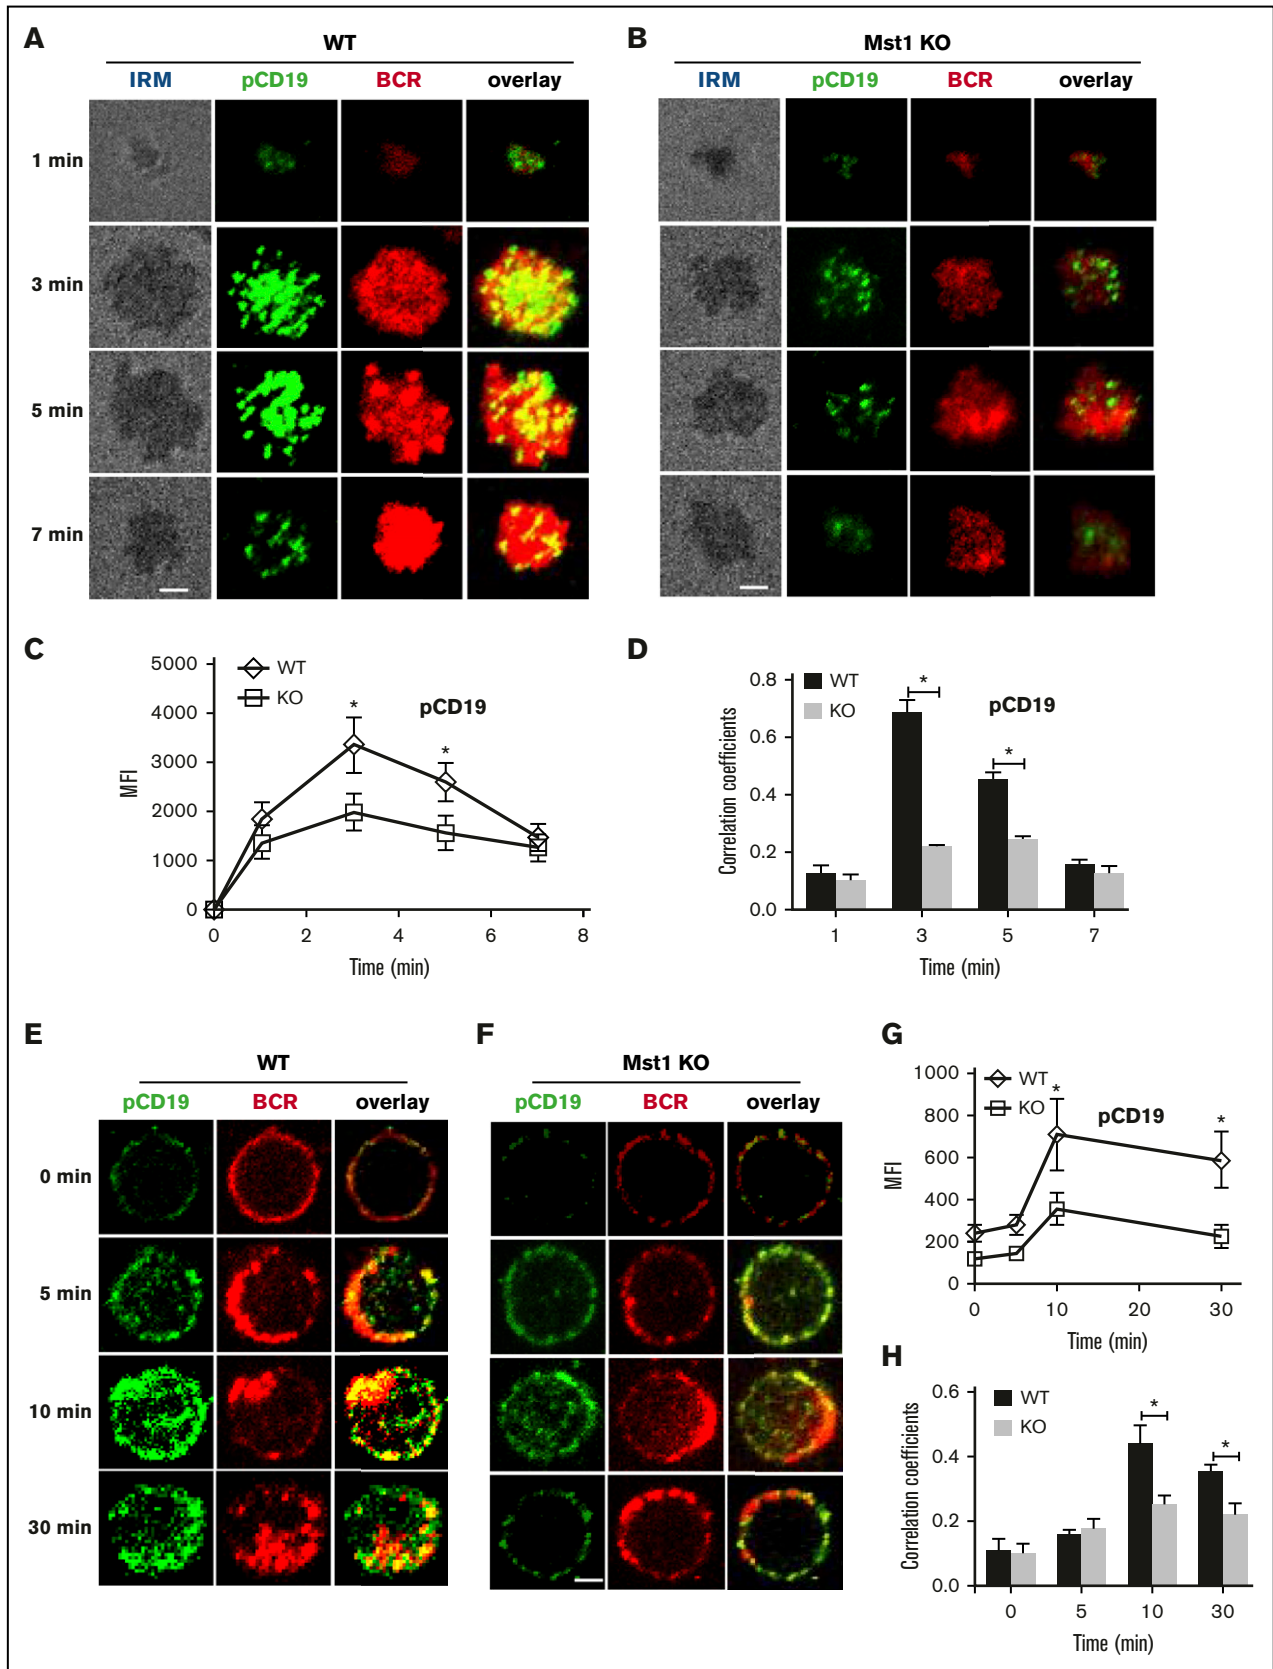 A
WT
IRM pCD19 BCR overlay
1 min
3 min
5 min
7 min
B
Mst1 KO
IRM pCD19 BCR overlay
C
5000
4000
3000
2000
1000
0
MFI
WT
KO
*
*
pCD19
0 2 4 6 8
Time (min)
D
0.8
0.6
0.4
0.2
0.0
Correlation coefficients
WT
KO
*
*
pCD19
1 3 5 7
Time (min)
E
WT
pCD19 BCR overlay
0 min
5 min
10 min
30 min
F
Mst1 KO
pCD19 BCR overlay
G
1000
800
600
400
200
0
MFI
WT
KO
*
*
pCD19
0 10 20 30
Time (min)
H
0.6
0.4
0.2
0.0
Correlation coefficients
WT
KO
*
*
0 5 10 30
Time (min)